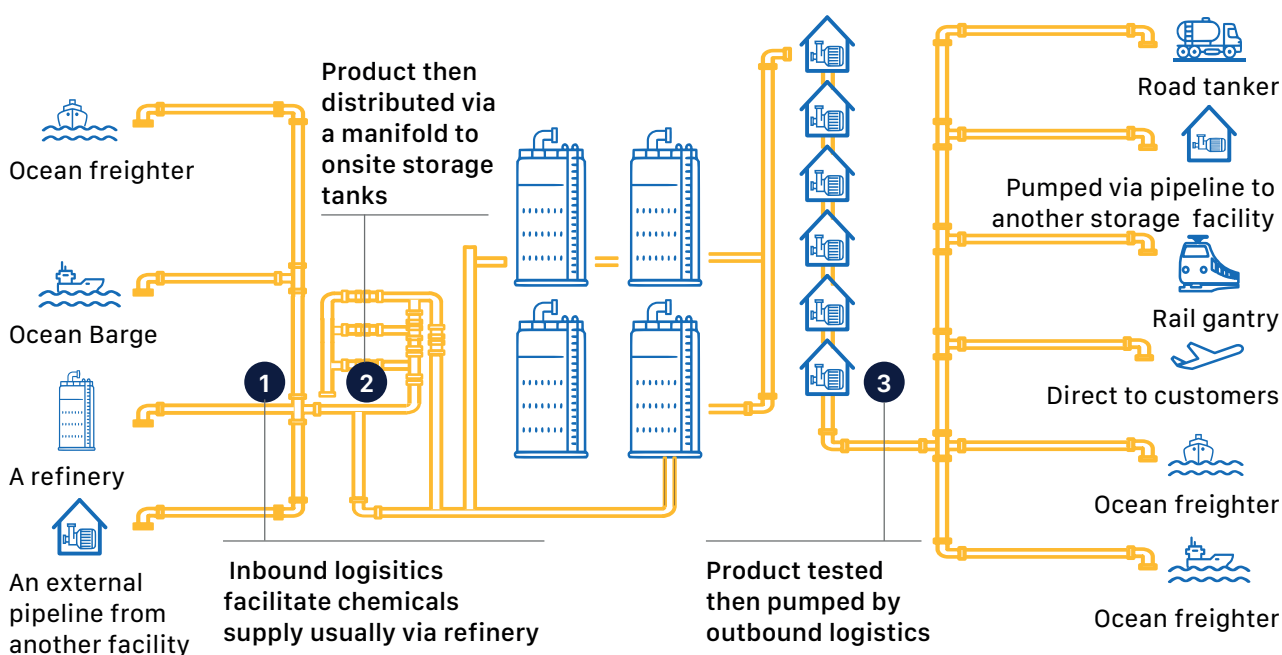 Ocean freighter
Ocean Barge
A refinery
An external
pipeline from
another facility
1
Inbound logisitics
facilitate chemicals
supply usually via refinery
Product then
distributed via
a manifold to
onsite storage
tanks
2
3
Product tested
then pumped by
outbound logistics
Road tanker
Pumped via pipeline to
another storage facility
Rail gantry
Direct to customers
Ocean freighter
Ocean freighter